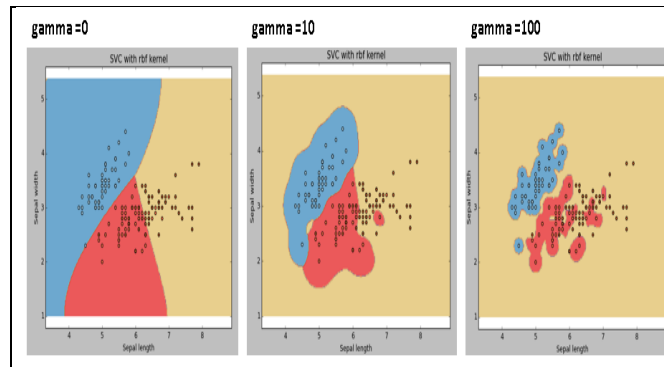 gamma =0
gamma =10
gamma =100
SVC with rbf kernel
SVC with rbf kernel
SVC with rbf kernel
Sepal width
5
4
3
2
1
4 5 6 7 8
Sepal length
Sepal width
5
4
3
2
1
4 5 6 7 8
Sepal length
Sepal width
5
4
3
2
1
4 5 6 7 8
Sepal length